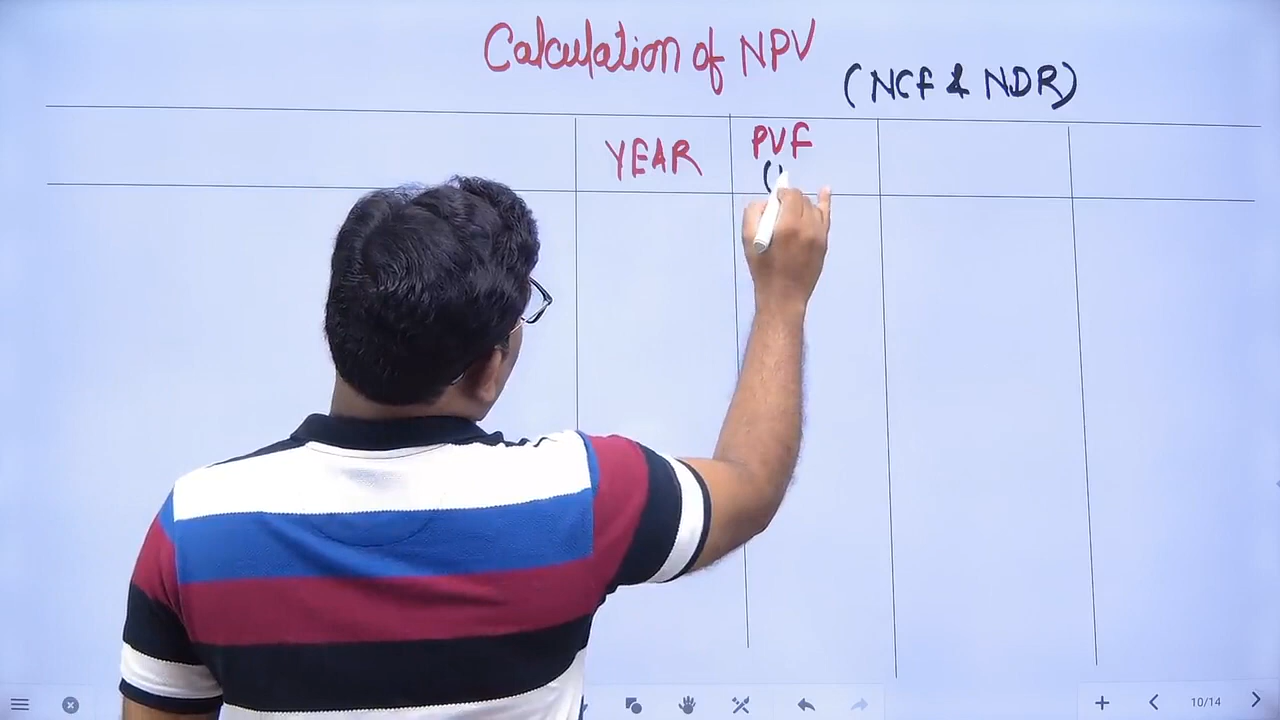 Calculation of NPV
(NCF & NDR)
YEAR
PVF
(
10/14